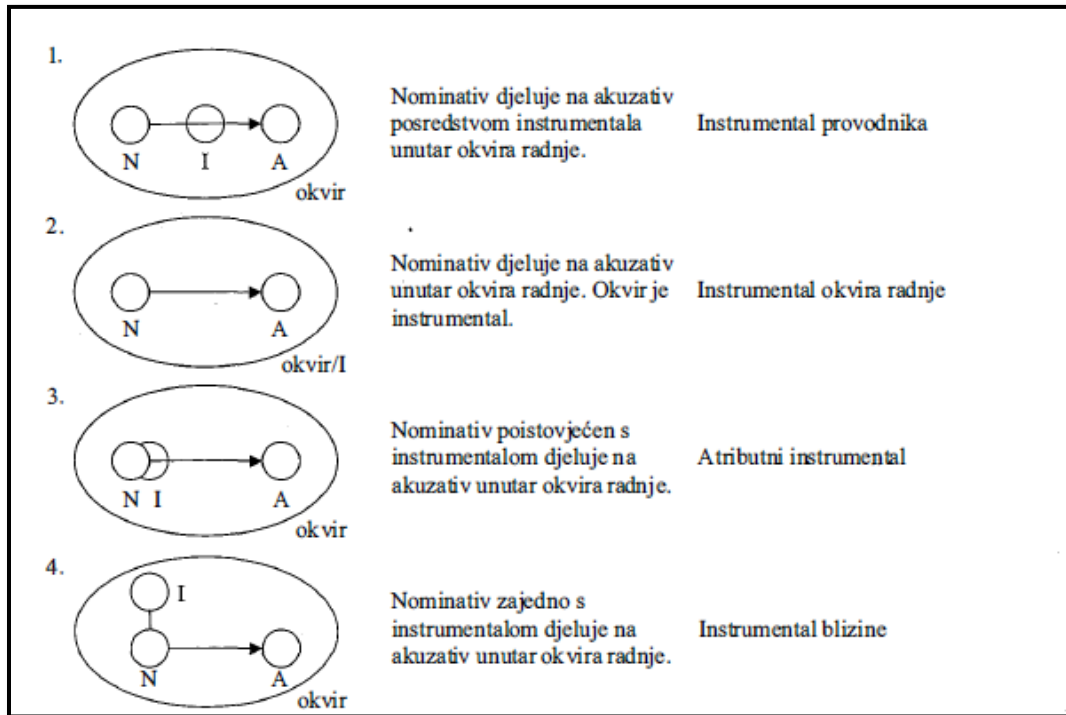 1.
N I A
okvir
Nominativ djeluje na akuzativ
posredstvom instrumentala
unutar okvira radnje.
Instrumental provodnika
2.
N A
okvir/I
Nominativ djeluje na akuzativ
unutar okvira radnje. Okvir je
instrumental.
Instrumental okvira radnje
3.
N I A
okvir
Nominativ poistovjećen s
instrumentalom djeluje na
akuzativ unutar okvira radnje.
Atributni instrumental
4.
I
N A
okvir
Nominativ zajedno s
instrumentalom djeluje na
akuzativ unutar okvira radnje.
Instrumental blizine